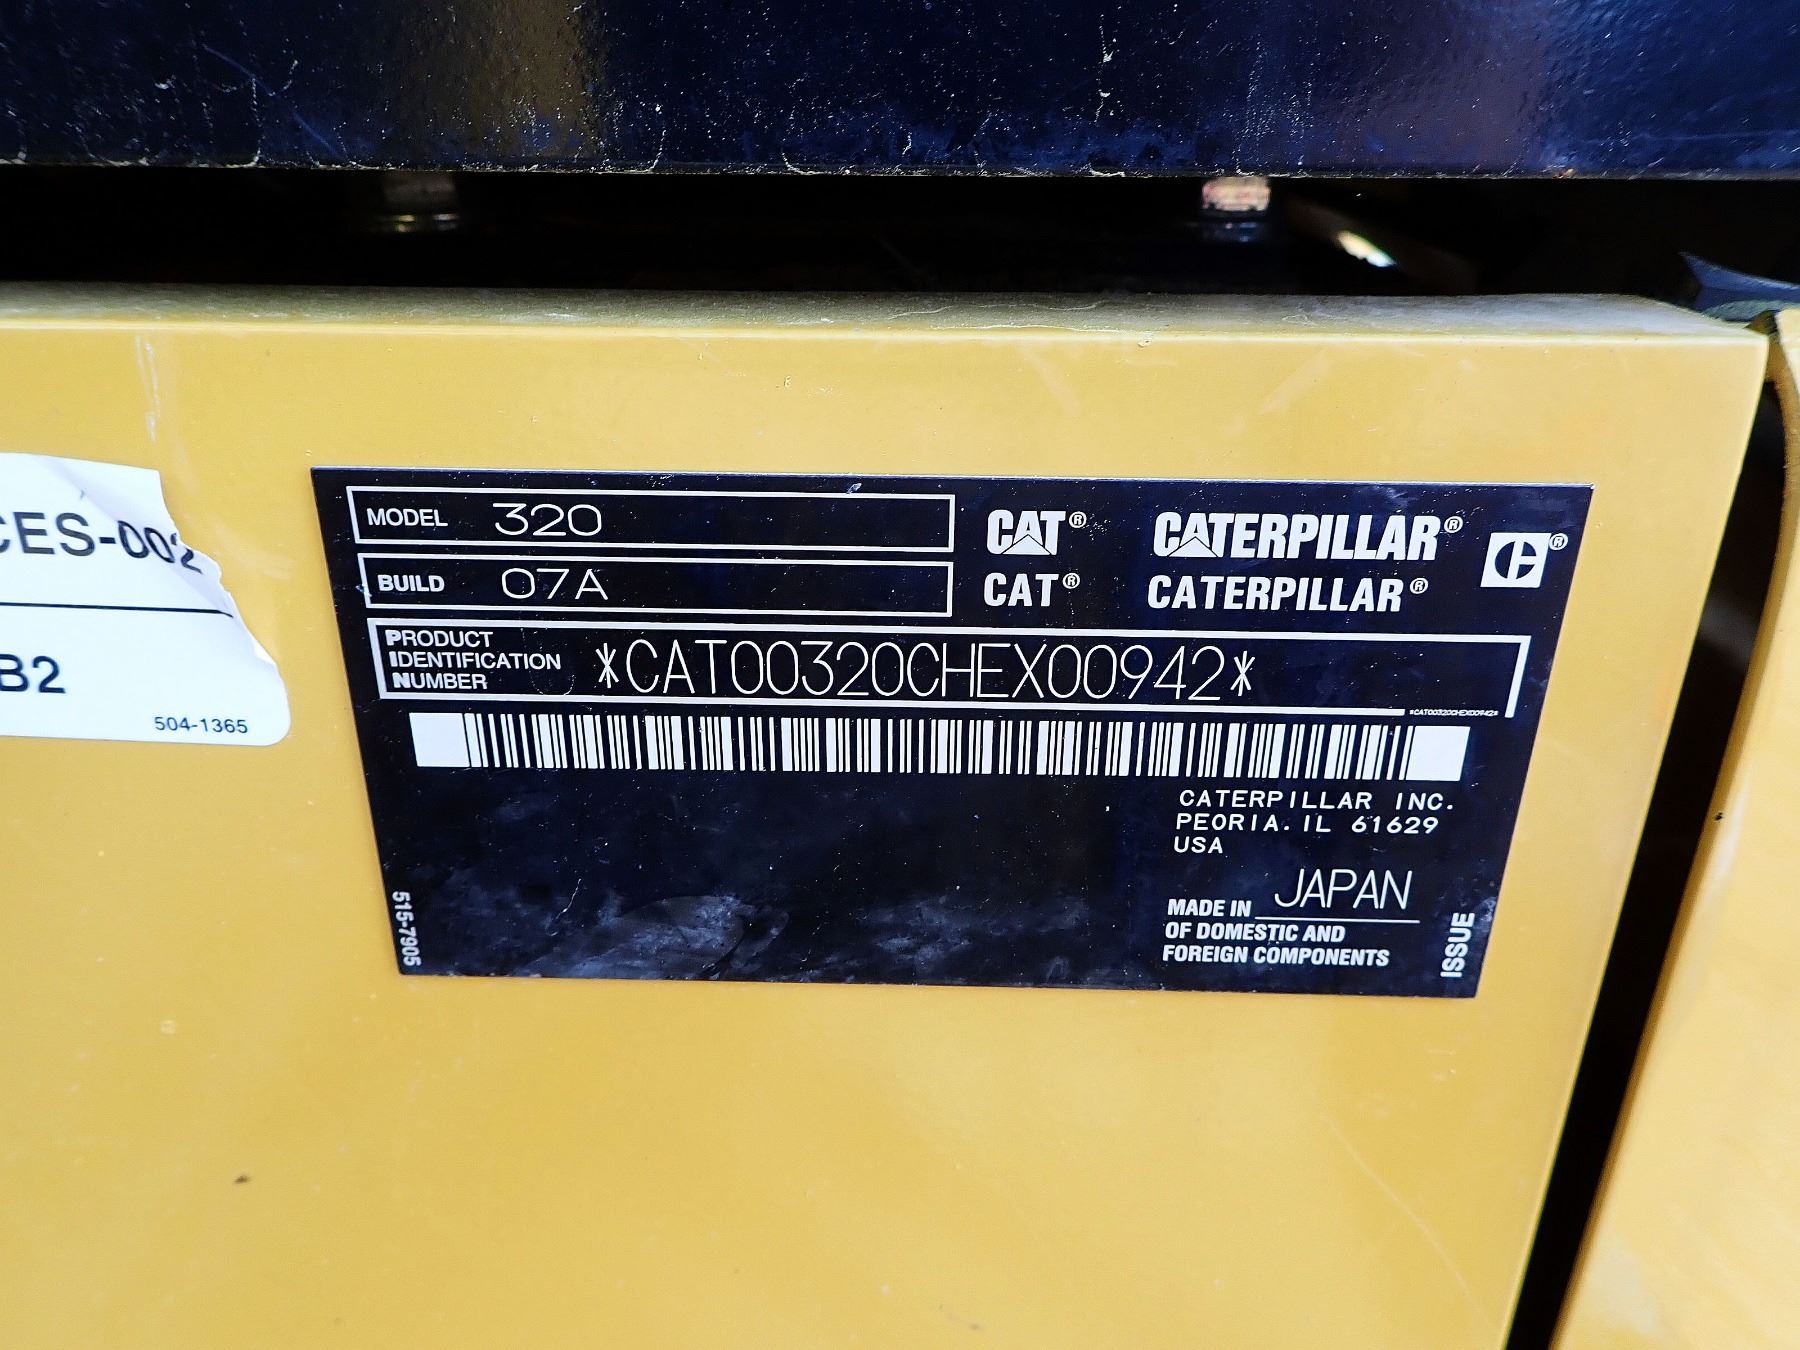 CES-002
B2
504-1365
MODEL 320
BUILD 07A
CAT® CATERPILLAR®
CAT® CATERPILLAR®
PRODUCT
IDENTIFICATION
NUMBER
*CAT00320CHEX00942*
*CAT00320CHEX00942*
CATERPILLAR INC.
PEORIA. IL 61629
USA
MADE IN JAPAN
OF DOMESTIC AND
FOREIGN COMPONENTS
515-7905
ISSUE